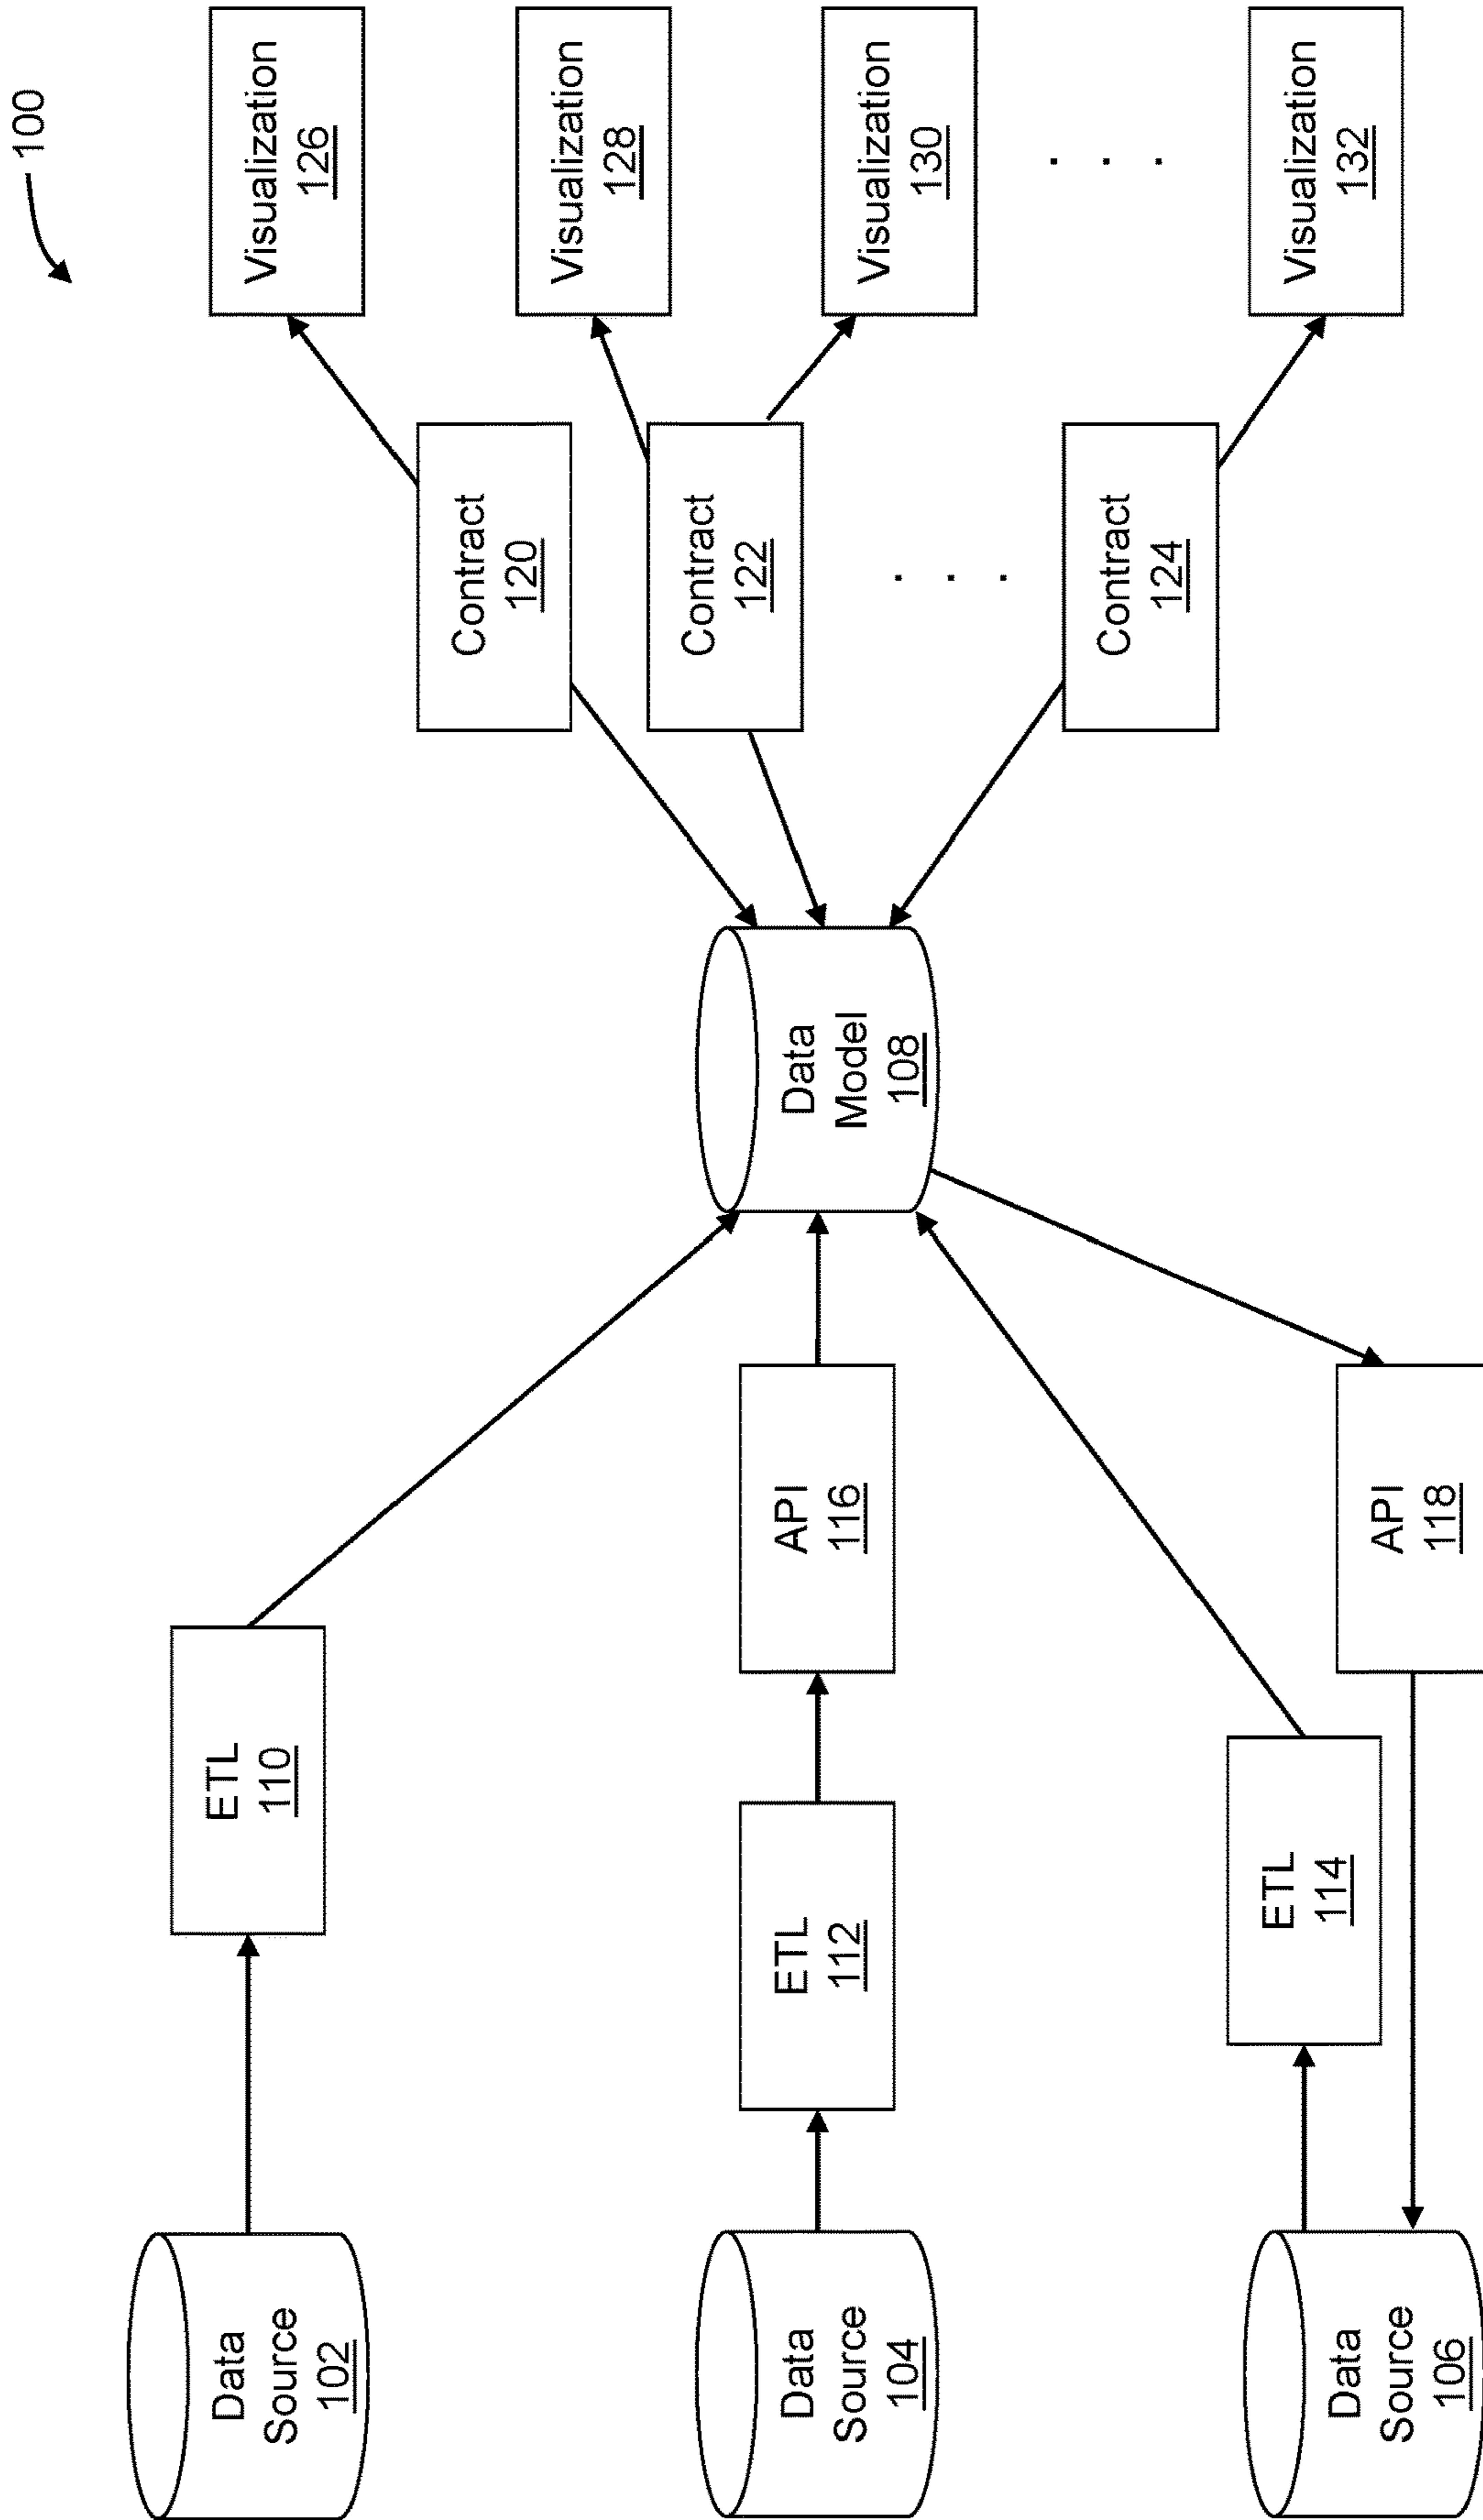 100
Data
Source
102
ETL
110
Data
Source
104
ETL
112
API
116
Data
Source
106
ETL
114
API
118
Data
Model
108
Contract
120
Contract
122
. . .
Contract
124
Visualization
126
Visualization
128
Visualization
130
. . .
Visualization
132